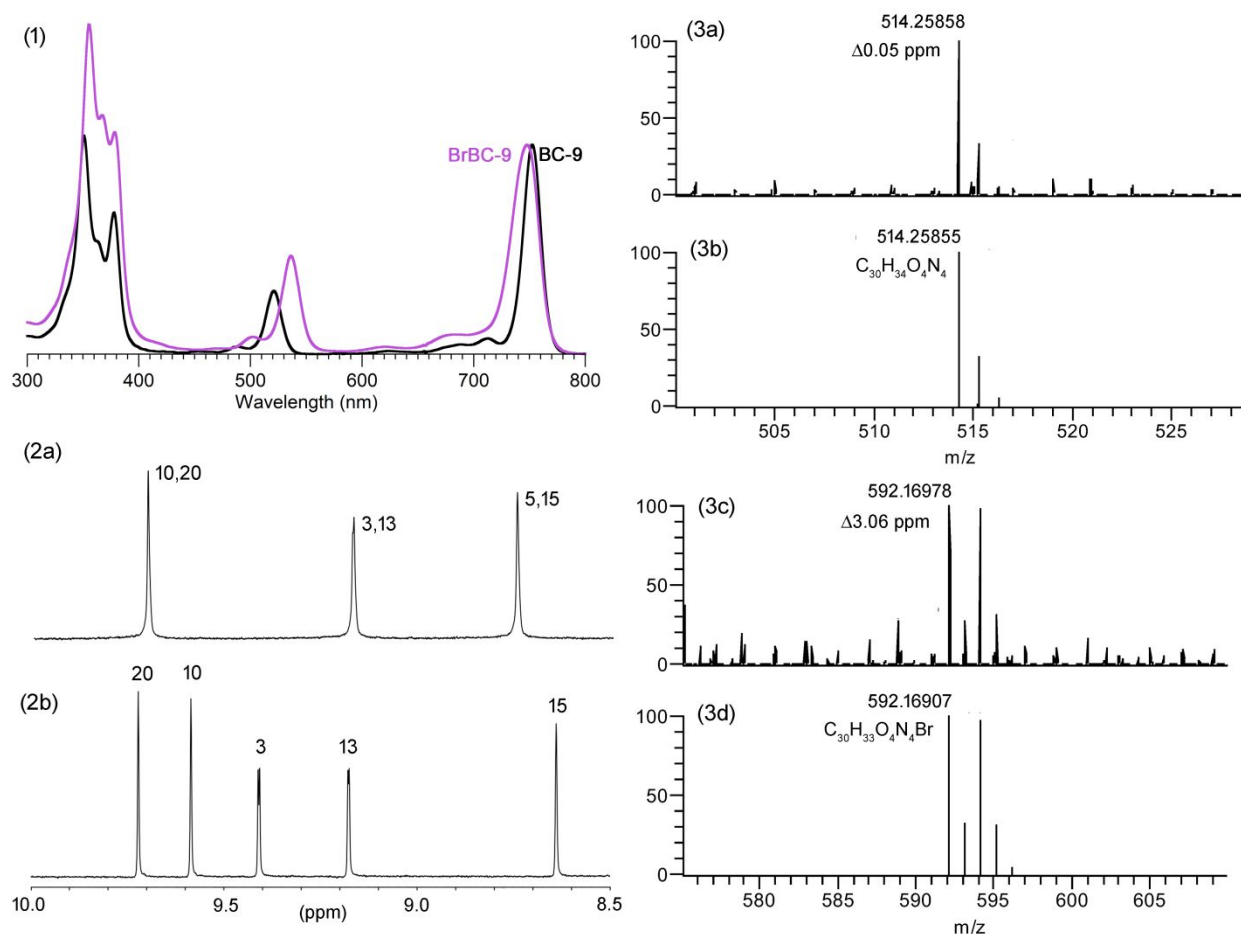 (1)
BrBC-9
BC-9
300 400 500 600 700 800
Wavelength (nm)
(2a)
10,20
3,13
5,15
(2b)
20
10
3
13
15
10.0 9.5 9.0 8.5
(ppm)
(3a)
514.25858
Δ0.05 ppm
100
50
0
(3b)
514.25855
C₃₀H₃₄O₄N₄
100
50
0
505 510 515 520 525
m/z
(3c)
592.16978
Δ3.06 ppm
100
50
0
(3d)
592.16907
C₃₀H₃₃O₄N₄Br
100
50
0
580 585 590 595 600 605
m/z